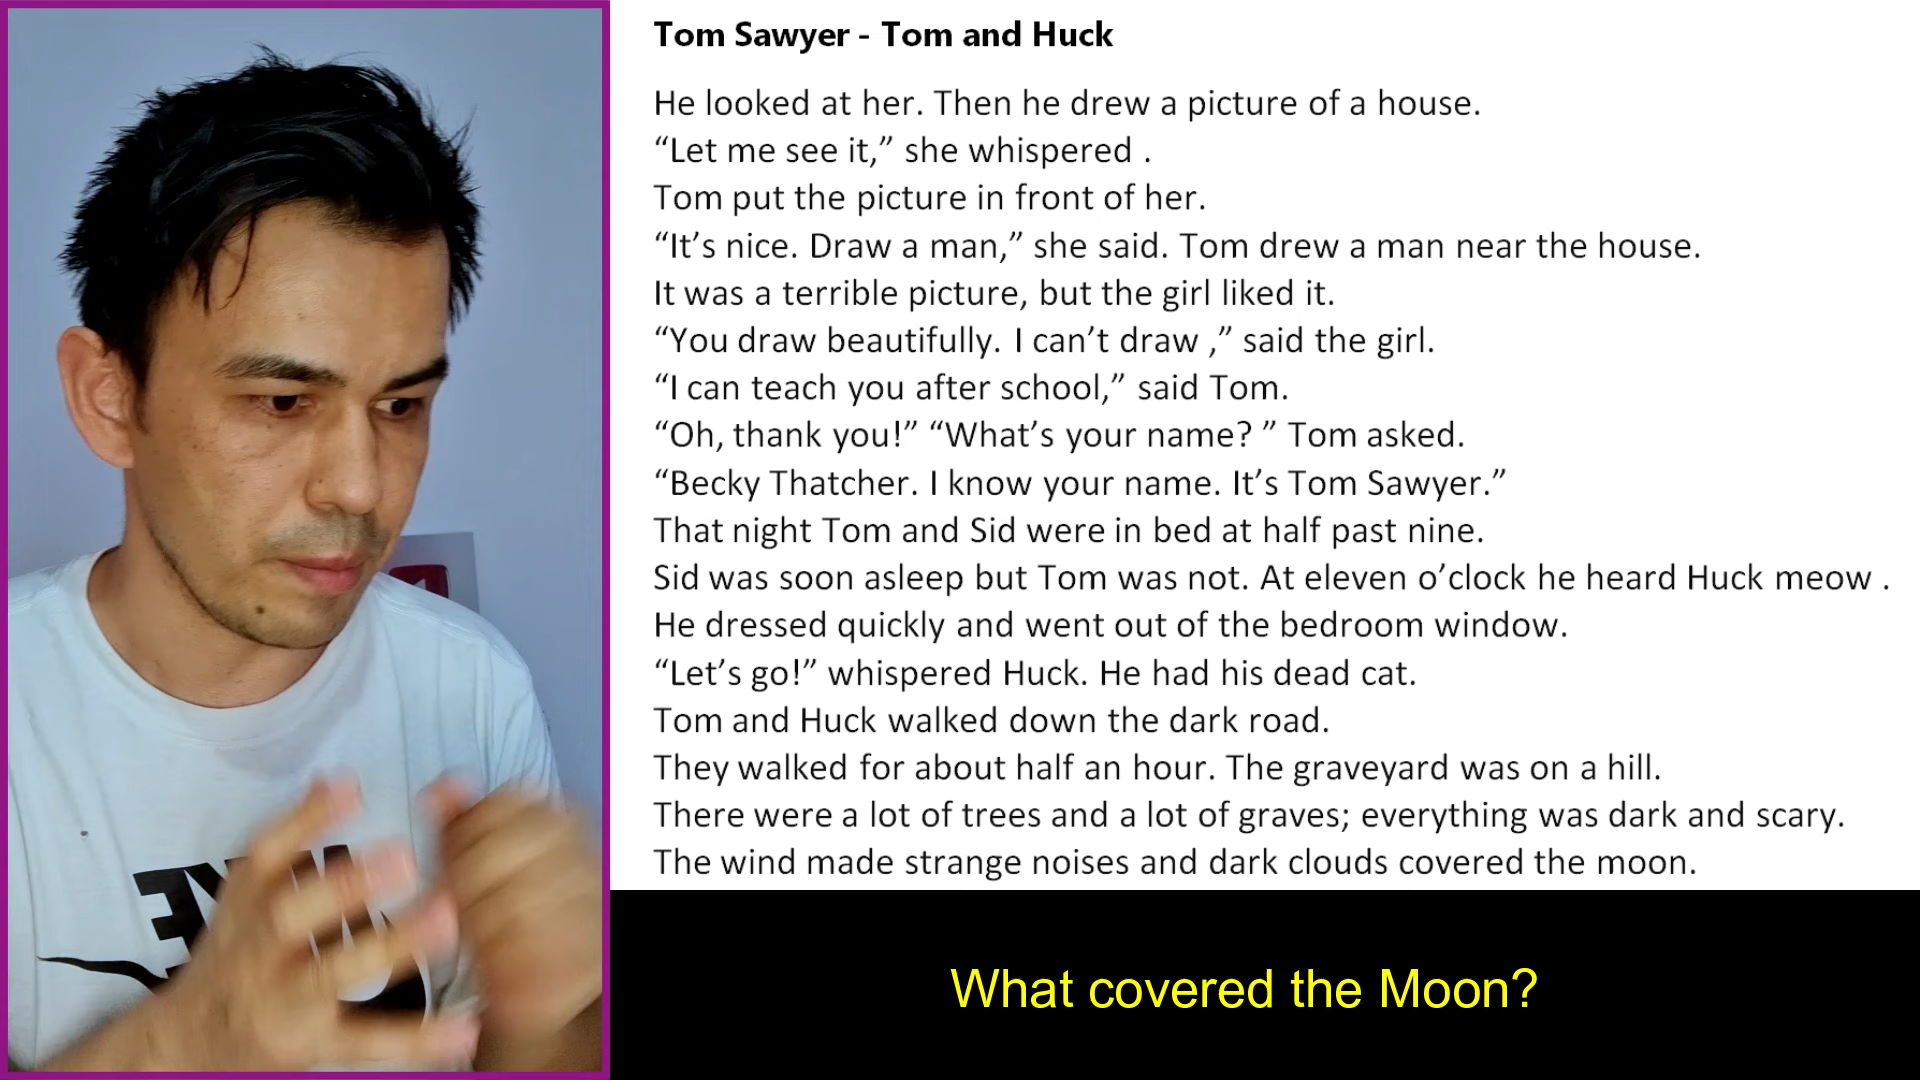 Tom Sawyer - Tom and Huck
He looked at her. Then he drew a picture of a house.
“Let me see it,” she whispered .
Tom put the picture in front of her.
“It’s nice. Draw a man,” she said. Tom drew a man near the house.
It was a terrible picture, but the girl liked it.
“You draw beautifully. I can’t draw ,” said the girl.
“I can teach you after school,” said Tom.
“Oh, thank you!” “What’s your name? ” Tom asked.
“Becky Thatcher. I know your name. It’s Tom Sawyer.”
That night Tom and Sid were in bed at half past nine.
Sid was soon asleep but Tom was not. At eleven o’clock he heard Huck meow .
He dressed quickly and went out of the bedroom window.
“Let’s go!” whispered Huck. He had his dead cat.
Tom and Huck walked down the dark road.
They walked for about half an hour. The graveyard was on a hill.
There were a lot of trees and a lot of graves; everything was dark and scary.
The wind made strange noises and dark clouds covered the moon.
What covered the Moon?